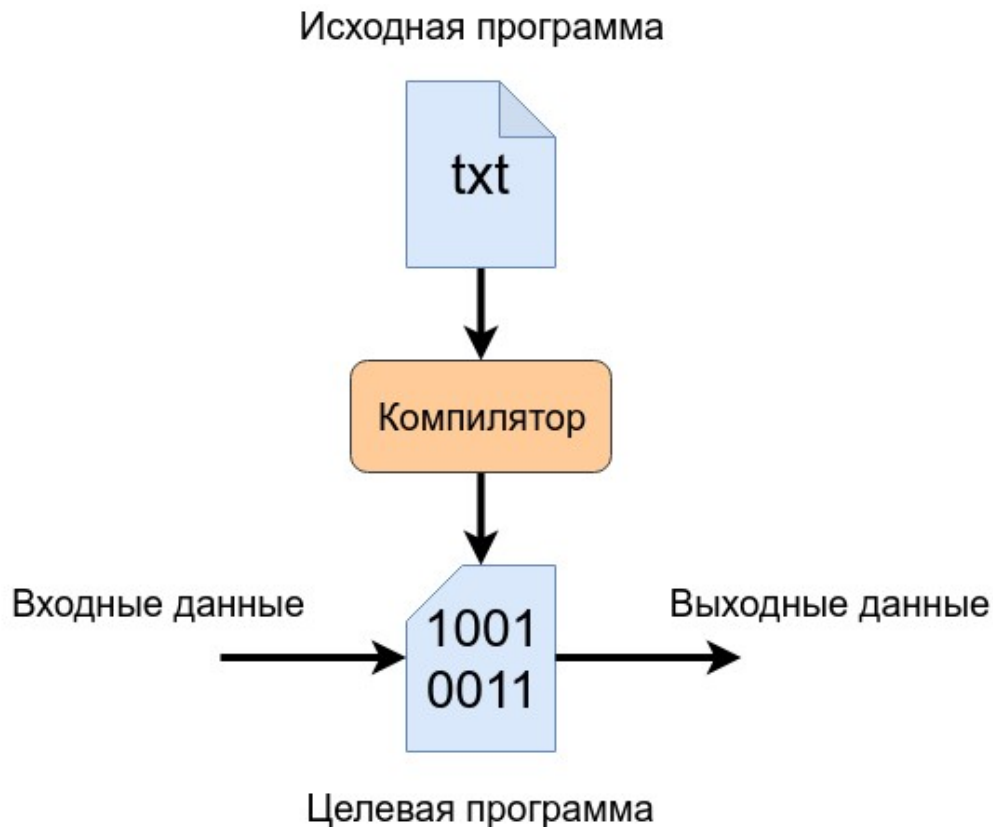 Исходная программа
txt
Компилятор
Входные данные
1001
0011
Выходные данные
Целевая программа